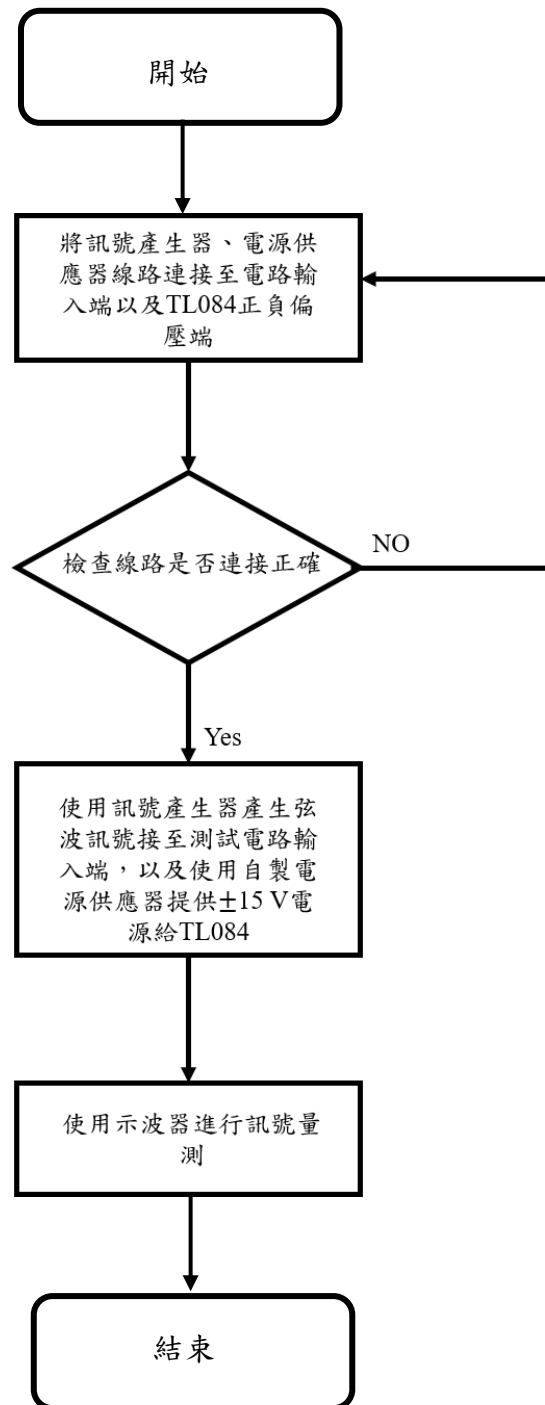 開始
將訊號產生器、電源供
應器線路連接至電路輸
入端以及TL084正負偏
壓端
檢查線路是否連接正確
NO
Yes
使用訊號產生器產生弦
波訊號接至測試電路輸
入端，以及使用自製電
源供應器提供±15 V電
源給TL084
使用示波器進行訊號量
測
結束